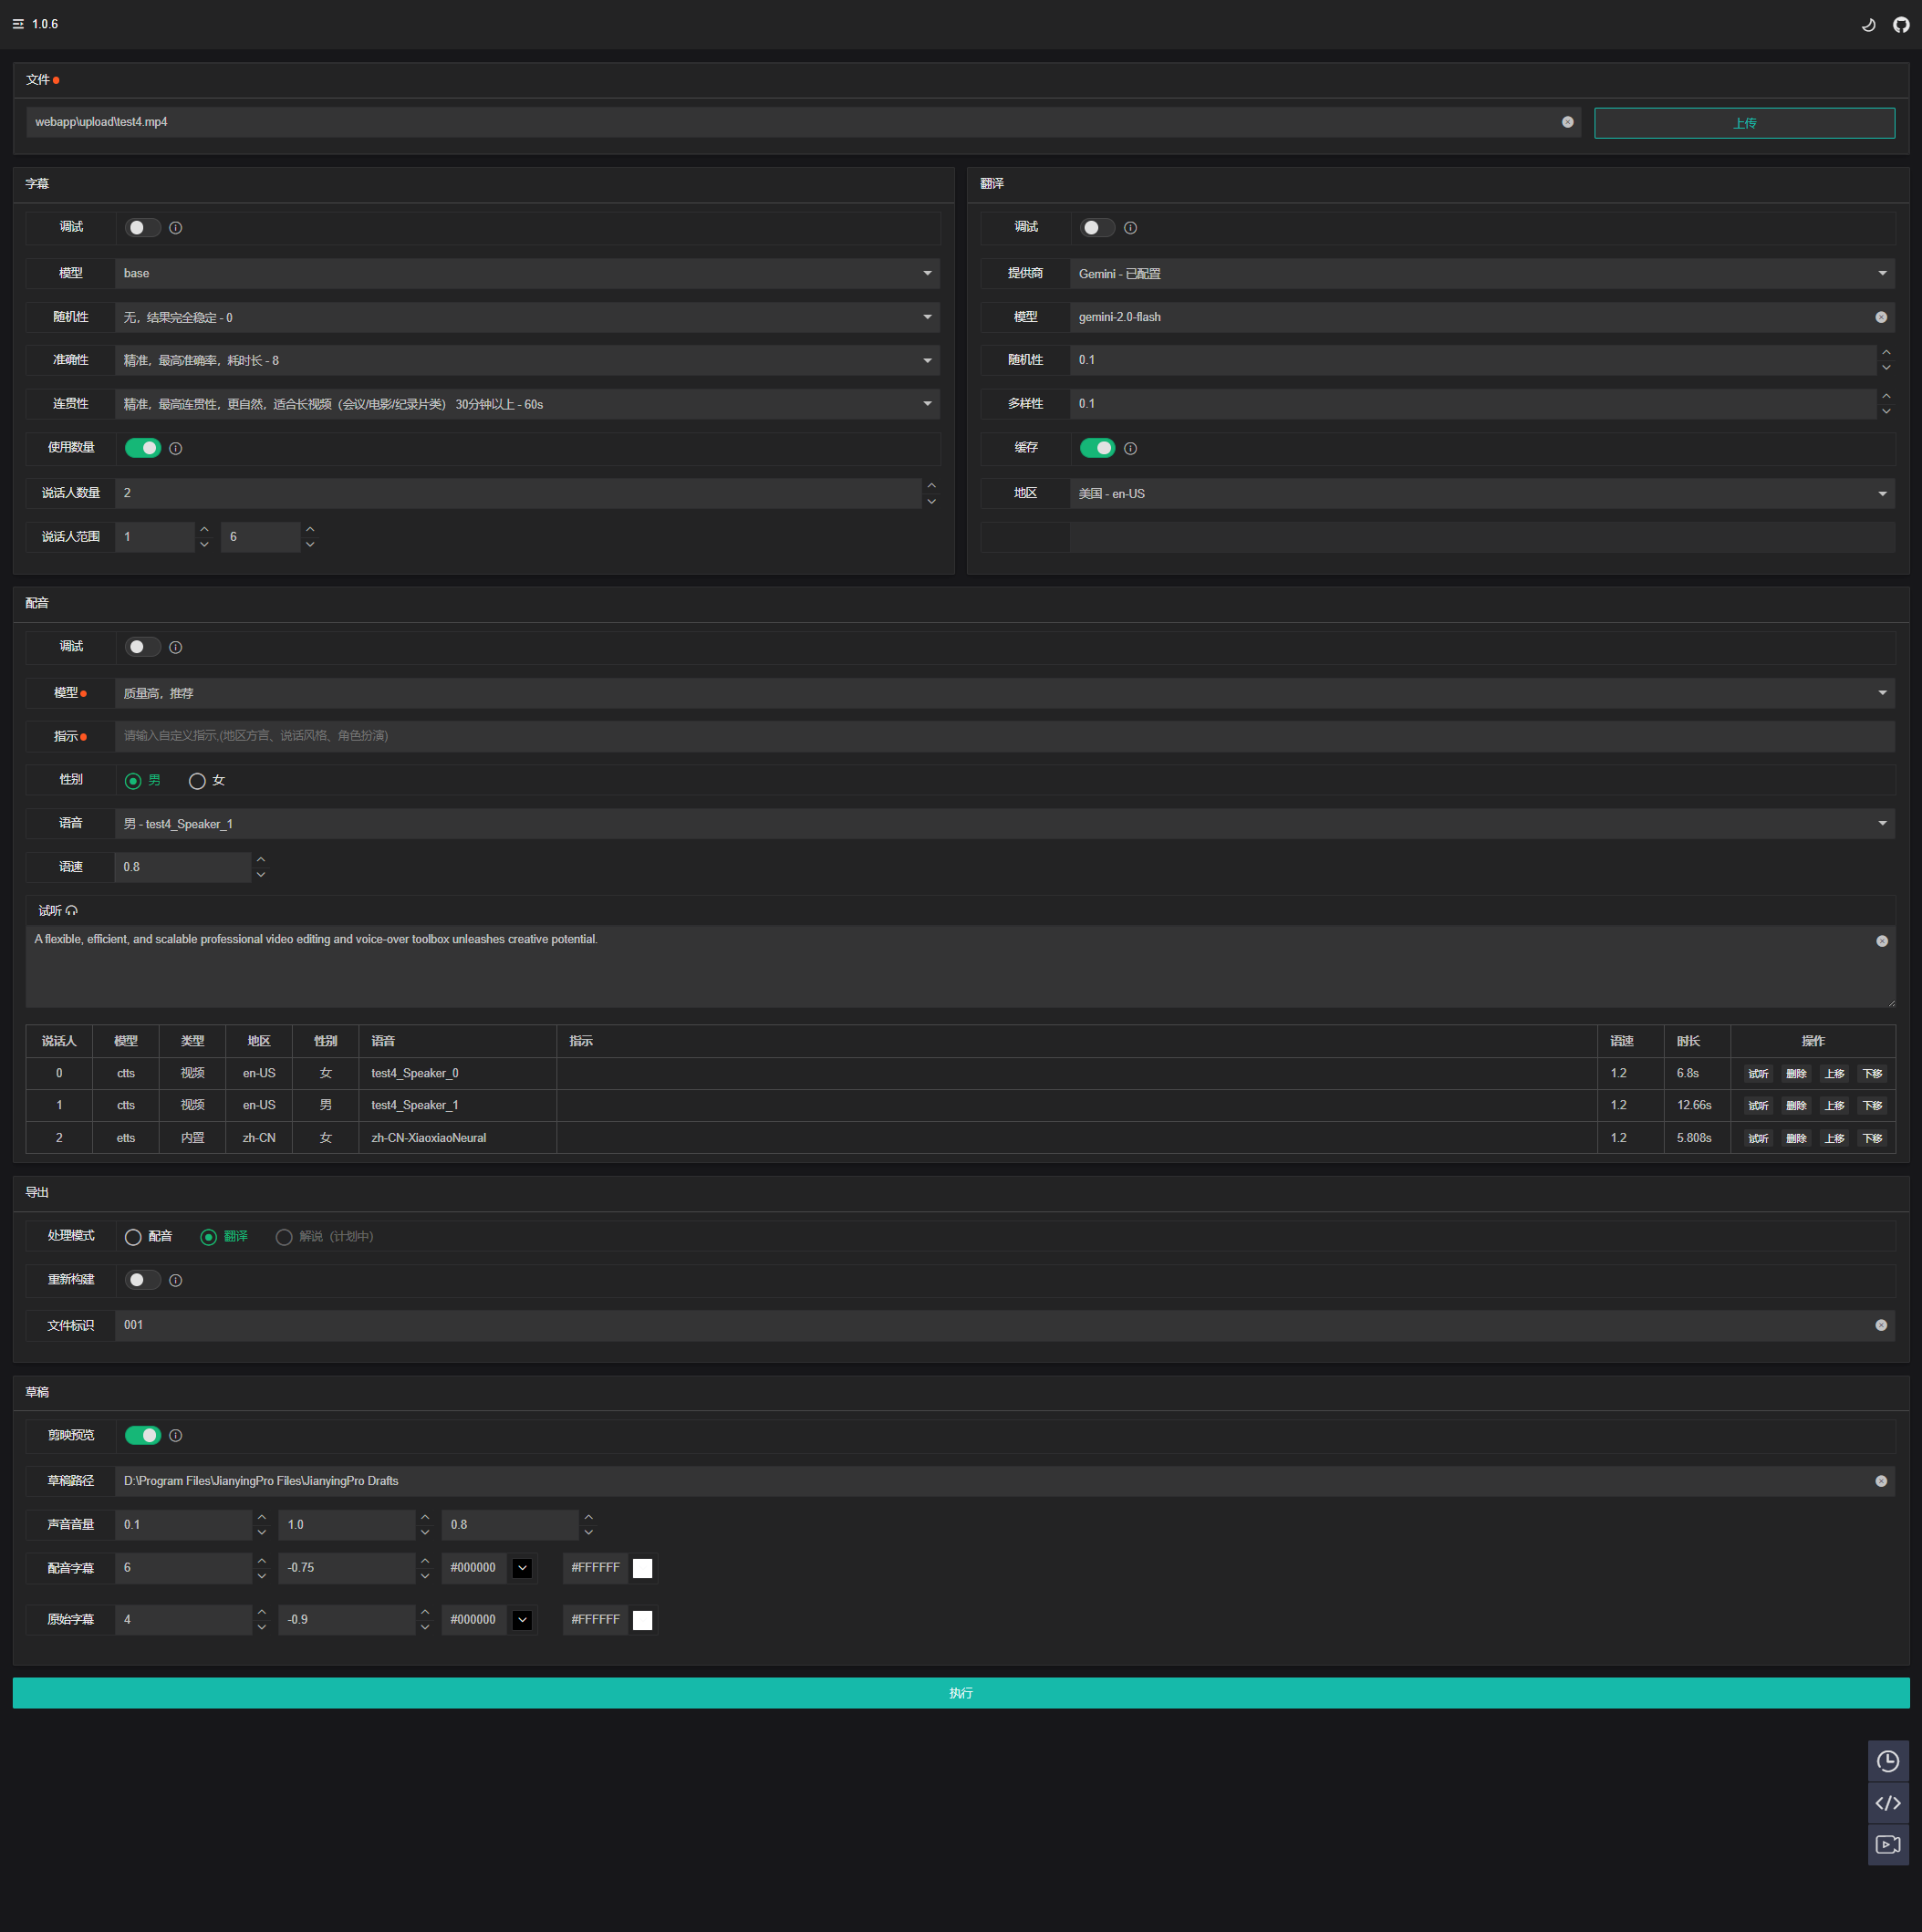 1.0.6
文件
webapp\upload\test4.mp4 上传
字幕
调试
模型 base
随机性 无，结果完全稳定 - 0
准确性 精准，最高准确率，耗时长 - 8
连贯性 精准，最高连贯性，更自然，适合长视频（会议/电影/纪录片类） 30分钟以上 - 60s
使用数量
说话人数量 2
说话人范围 1 6
翻译
调试
提供商 Gemini - 已配置
模型 gemini-2.0-flash
随机性 0.1
多样性 0.1
缓存
地区 美国 - en-US
配音
调试
模型 质量高，推荐
指示 请输入自定义指示,(地区方言、说话风格、角色扮演)
性别 男 女
语音 男 - test4_Speaker_1
语速 0.8
试听
A flexible, efficient, and scalable professional video editing and voice-over toolbox unleashes creative potential.
说话人 模型 类型 地区 性别 语音 指示 语速 时长 操作
0 ctts 视频 en-US 女 test4_Speaker_0 1.2 6.8s 试听 删除 上移 下移
1 ctts 视频 en-US 男 test4_Speaker_1 1.2 12.66s 试听 删除 上移 下移
2 etts 内置 zh-CN 女 zh-CN-XiaoxiaoNeural 1.2 5.808s 试听 删除 上移 下移
导出
处理模式 配音 翻译 解说（计划中）
重新构建
文件标识 001
草稿
剪映预览
草稿路径 D:\Program Files\JianyingPro Files\JianyingPro Drafts
声音音量 0.1 1.0 0.8
配音字幕 6 -0.75 #000000 #FFFFFF
原始字幕 4 -0.9 #000000 #FFFFFF
执行